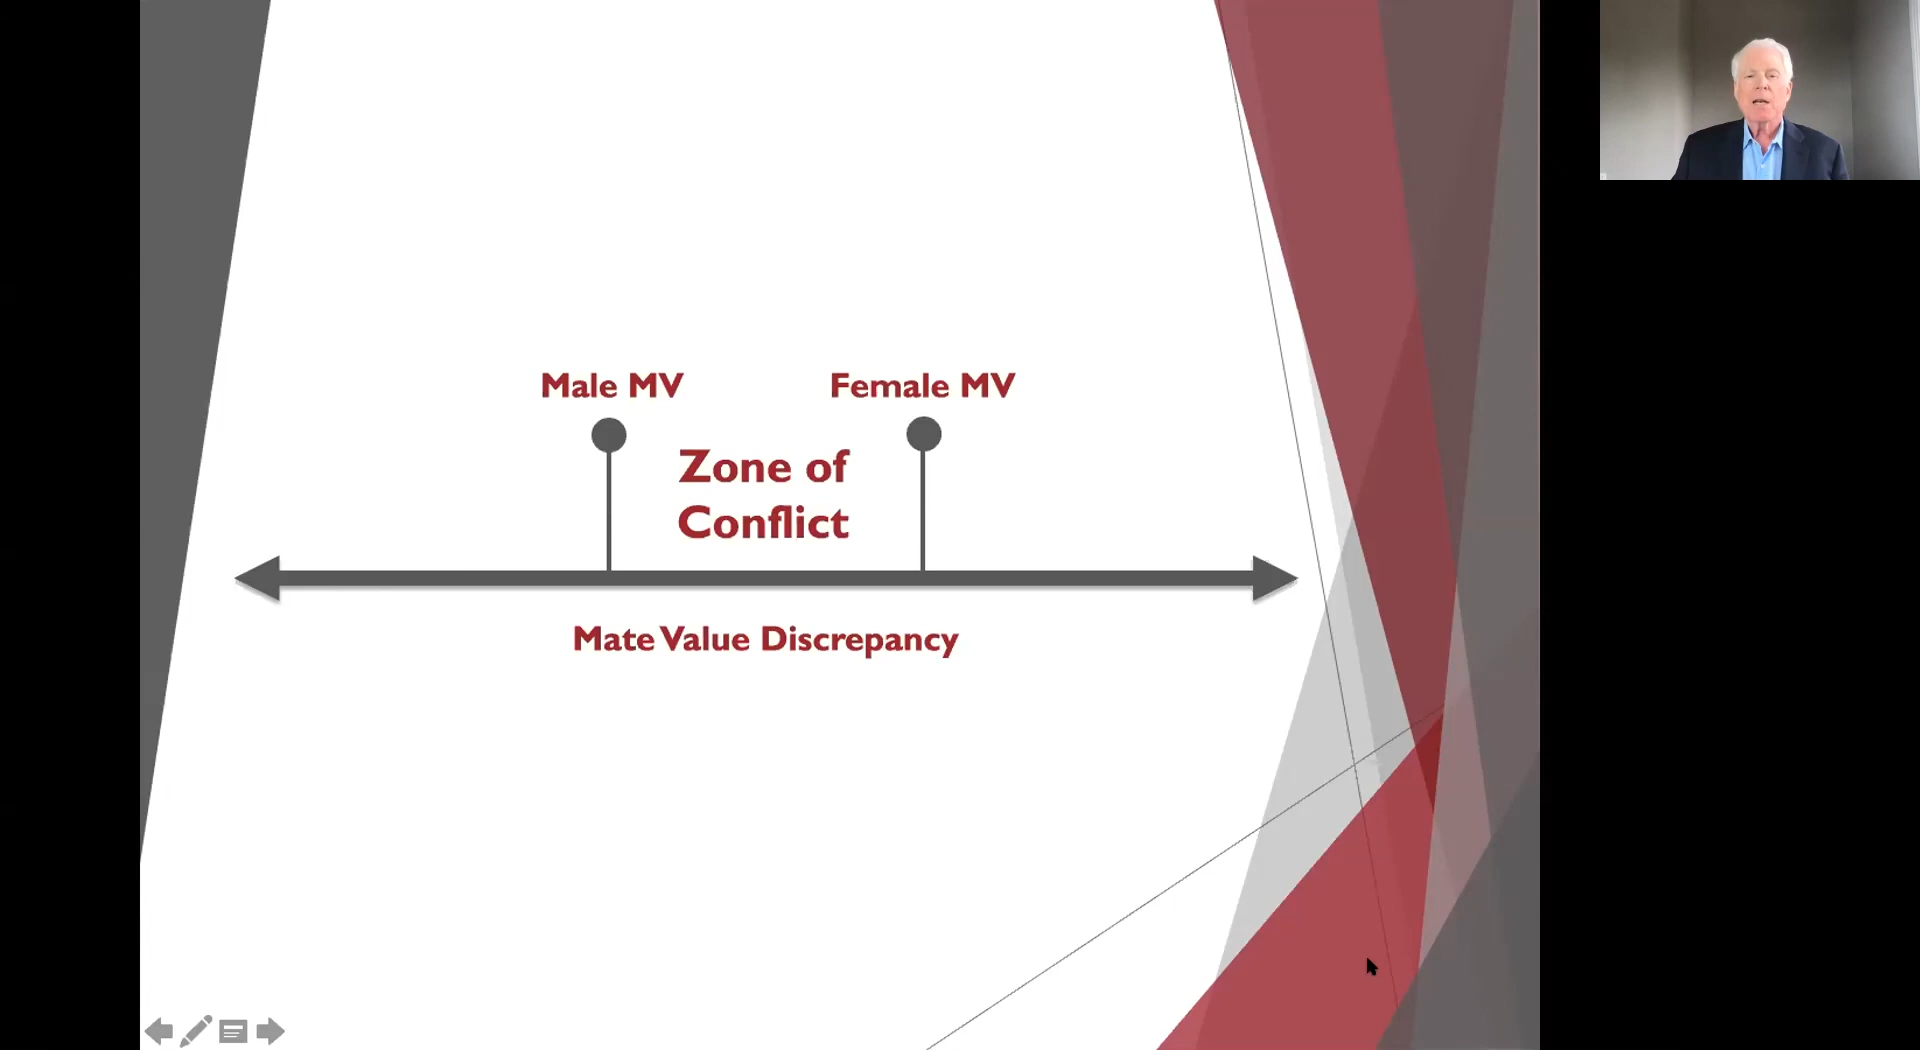 Male MV
Female MV
Zone of
Conflict
Mate Value Discrepancy